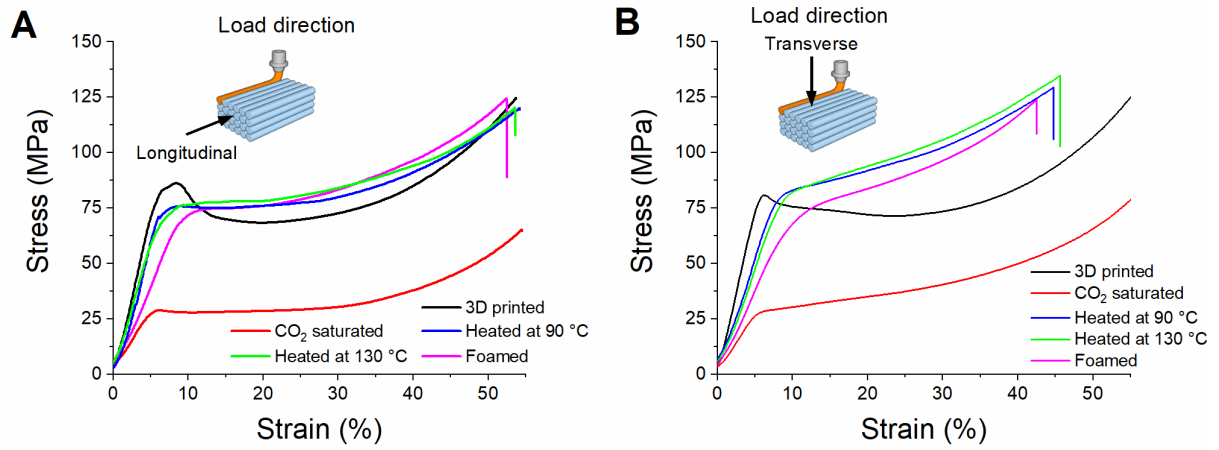 A
Load direction
Longitudinal
Stress (MPa)
150
125
100
75
50
25
0
0
10
20
30
40
50
Strain (%)
3D printed
CO₂ saturated
Heated at 90 °C
Heated at 130 °C
Foamed
B
Load direction
Transverse
Stress (MPa)
150
125
100
75
50
25
0
0
10
20
30
40
50
Strain (%)
3D printed
CO₂ saturated
Heated at 90 °C
Heated at 130 °C
Foamed